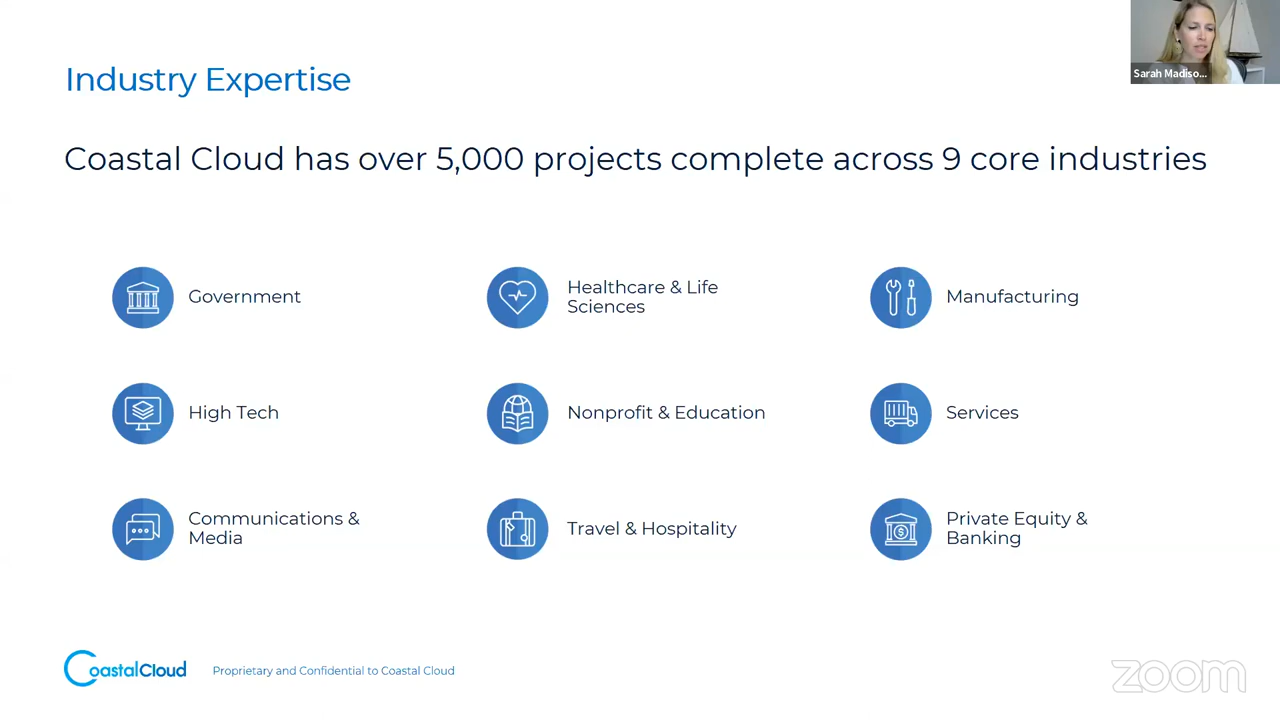 Industry Expertise
Sarah Madiso...
Coastal Cloud has over 5,000 projects complete across 9 core industries
Government
Healthcare & Life
Sciences
Manufacturing
High Tech
Nonprofit & Education
Services
Communications &
Media
Travel & Hospitality
Private Equity &
Banking
CoastalCloud
Proprietary and Confidential to Coastal Cloud
zoom